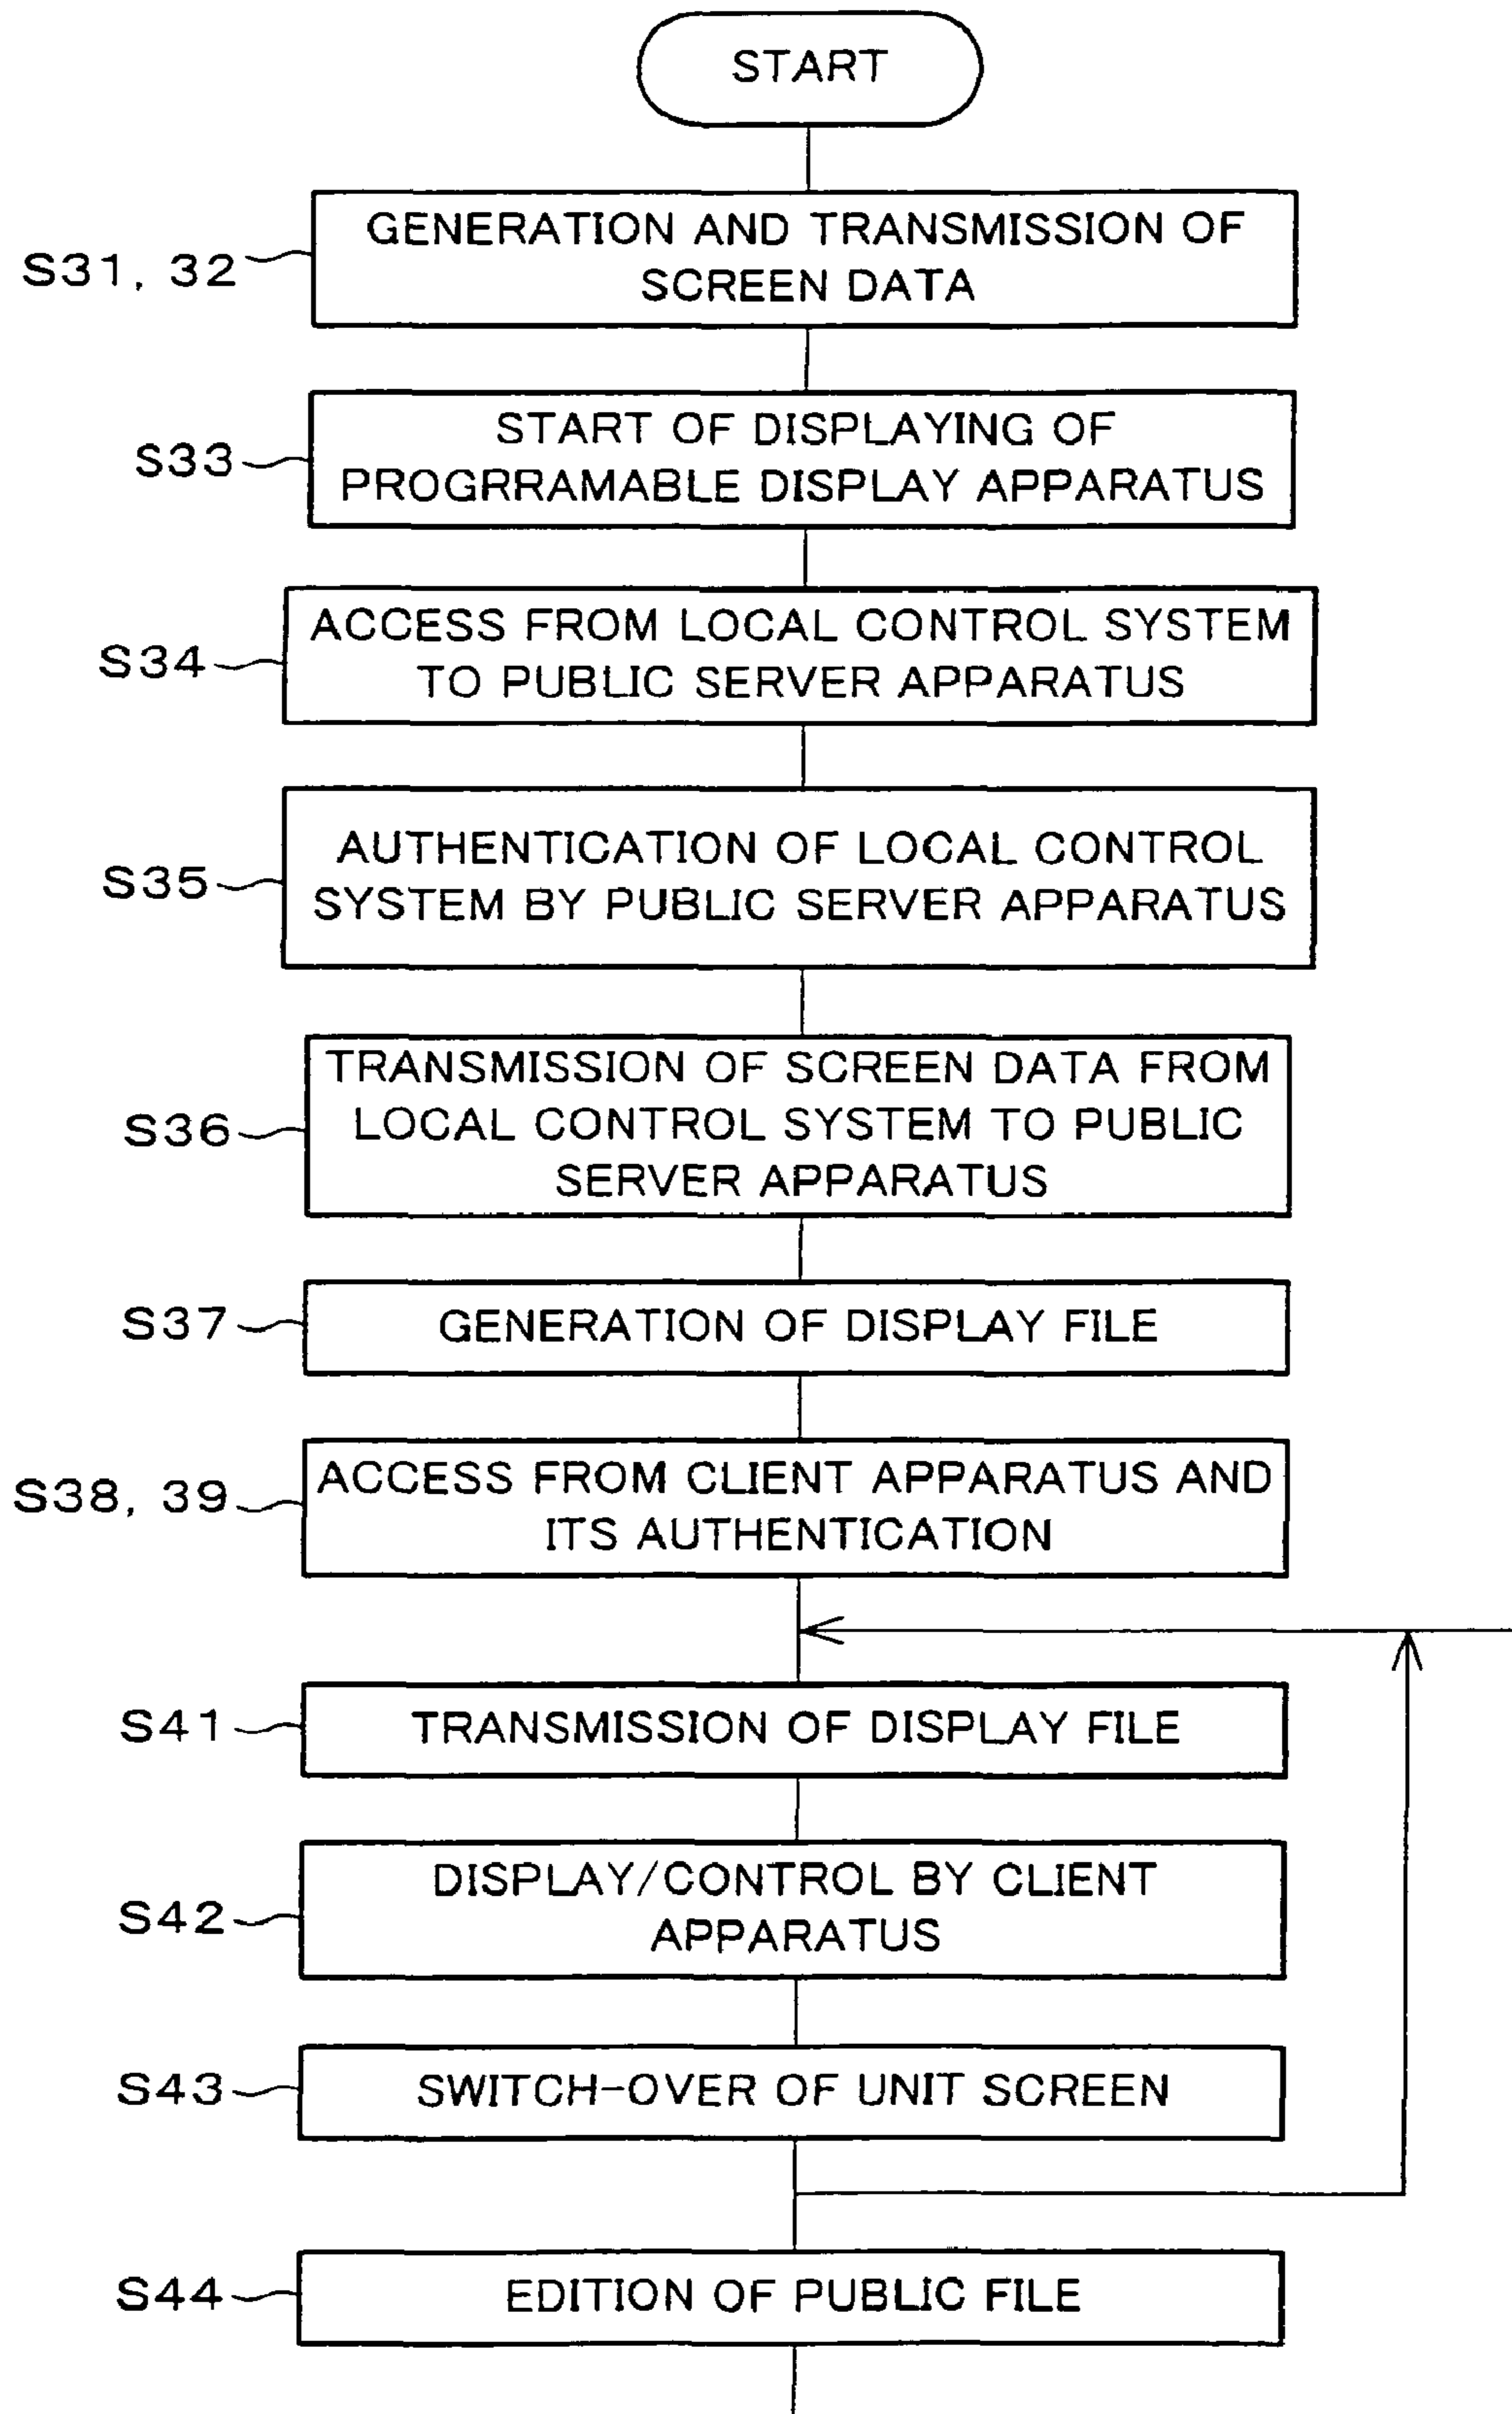 START
S31, 32
GENERATION AND TRANSMISSION OF
SCREEN DATA
S33
START OF DISPLAYING OF
PROGRRAMABLE DISPLAY APPARATUS
S34
ACCESS FROM LOCAL CONTROL SYSTEM
TO PUBLIC SERVER APPARATUS
S35
AUTHENTICATION OF LOCAL CONTROL
SYSTEM BY PUBLIC SERVER APPARATUS
S36
TRANSMISSION OF SCREEN DATA FROM
LOCAL CONTROL SYSTEM TO PUBLIC
SERVER APPARATUS
S37
GENERATION OF DISPLAY FILE
S38, 39
ACCESS FROM CLIENT APPARATUS AND
ITS AUTHENTICATION
S41
TRANSMISSION OF DISPLAY FILE
S42
DISPLAY/CONTROL BY CLIENT
APPARATUS
S43
SWITCH-OVER OF UNIT SCREEN
S44
EDITION OF PUBLIC FILE